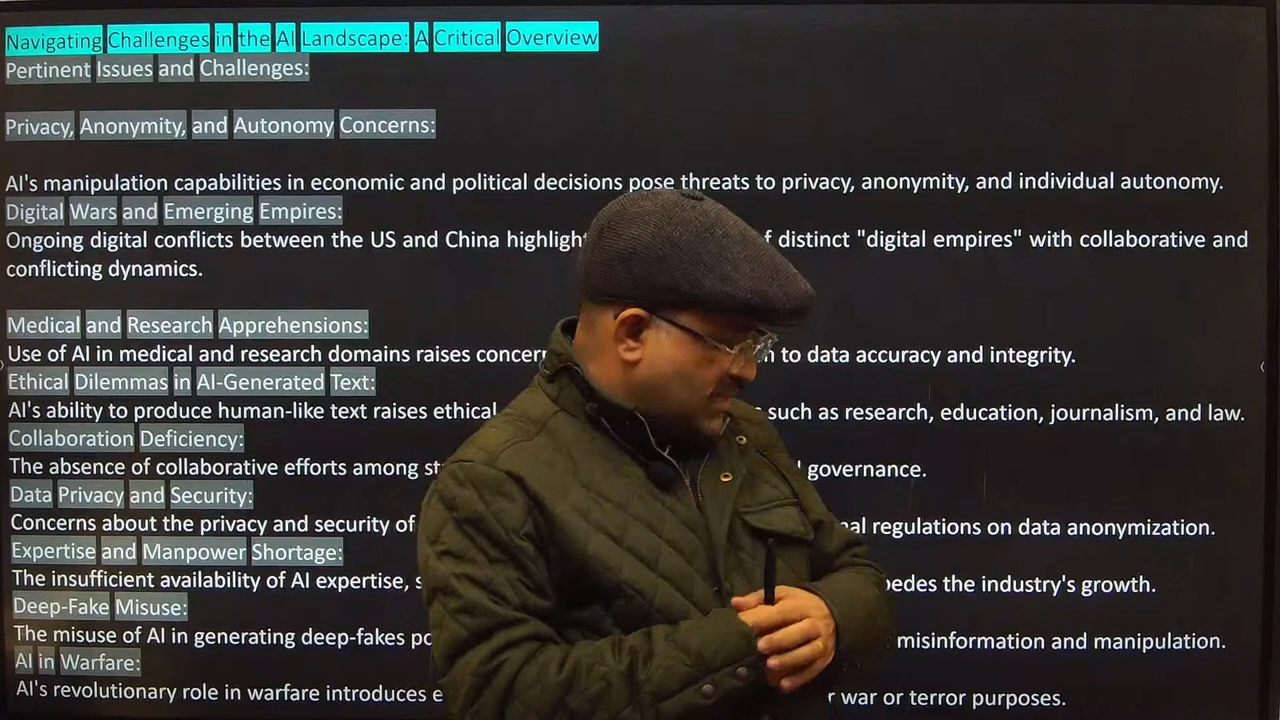 Navigating Challenges in the AI Landscape: A Critical Overview
Pertinent Issues and Challenges:
Privacy, Anonymity, and Autonomy Concerns:
AI's manipulation capabilities in economic and political decisions pose threats to privacy, anonymity, and individual autonomy.
Digital Wars and Emerging Empires:
Ongoing digital conflicts between the US and China distinct "digital empires" with collaborative and
conflicting dynamics.
Medical and Research Apprehensions:
Use of AI in medical and research domains raises to data accuracy and integrity.
Ethical Dilemmas in AI-Generated Text:
AI's ability to produce human-like text raises ethical such as research, education, journalism, and law.
Collaboration Deficiency:
The absence of collaborative efforts among governance.
Data Privacy and Security:
Concerns about the privacy and security of regulations on data anonymization.
Expertise and Manpower Shortage:
The insufficient availability of AI expertise, the industry's growth.
Deep-Fake Misuse:
The misuse of AI in generating deep-fakes misinformation and manipulation.
AI in Warfare:
AI's revolutionary role in warfare introduces war or terror purposes.